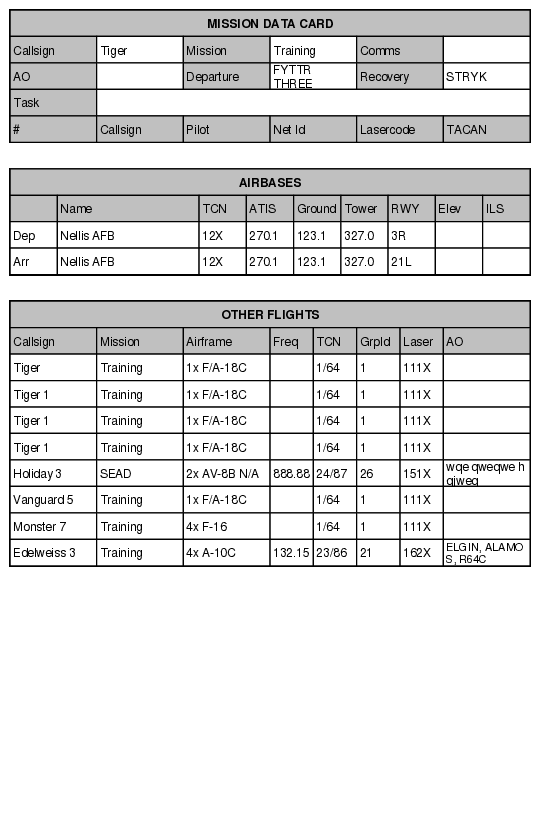 MISSION DATA CARD
Callsign Tiger Mission Training Comms
AO Departure FYTTR THREE Recovery STRYK
Task
# Callsign Pilot Net Id Lasercode TACAN
AIRBASES
Name TCN ATIS Ground Tower RWY Elev ILS
Dep Nellis AFB 12X 270.1 123.1 327.0 3R
Arr Nellis AFB 12X 270.1 123.1 327.0 21L
OTHER FLIGHTS
Callsign Mission Airframe Freq TCN GrpId Laser AO
Tiger Training 1x F/A-18C 1/64 1 111X
Tiger 1 Training 1x F/A-18C 1/64 1 111X
Tiger 1 Training 1x F/A-18C 1/64 1 111X
Tiger 1 Training 1x F/A-18C 1/64 1 111X
Holiday 3 SEAD 2x AV-8B N/A 888.88 24/87 26 151X wqe qweqwe h qiweq
Vanguard 5 Training 1x F/A-18C 1/64 1 111X
Monster 7 Training 4x F-16 1/64 1 111X
Edelweiss 3 Training 4x A-10C 132.15 23/86 21 162X ELGIN, ALAMO S, R64C